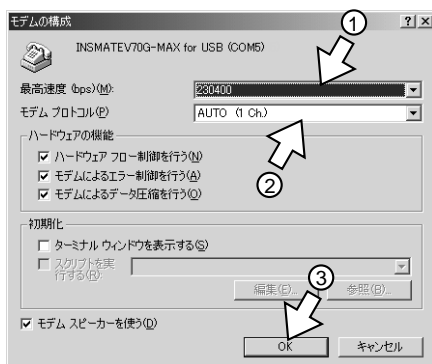 モデムの構成
①
INSMATEV70G-MAX for USB (COM5)
最高速度 (bps)(M):
230400
モデム プロトコル(P)
AUTO (1 Ch.)
②
ハードウェアの機能
ハードウェア フロー制御を行う(N)
モデムによるエラー制御を行う(A)
モデムによるデータ圧縮を行う(O)
初期化
ターミナル ウィンドウを表示する(S)
スクリプトを実行する(R):
編集(E)...
参照(B)...
③
モデム スピーカーを使う(D)
OK
キャンセル